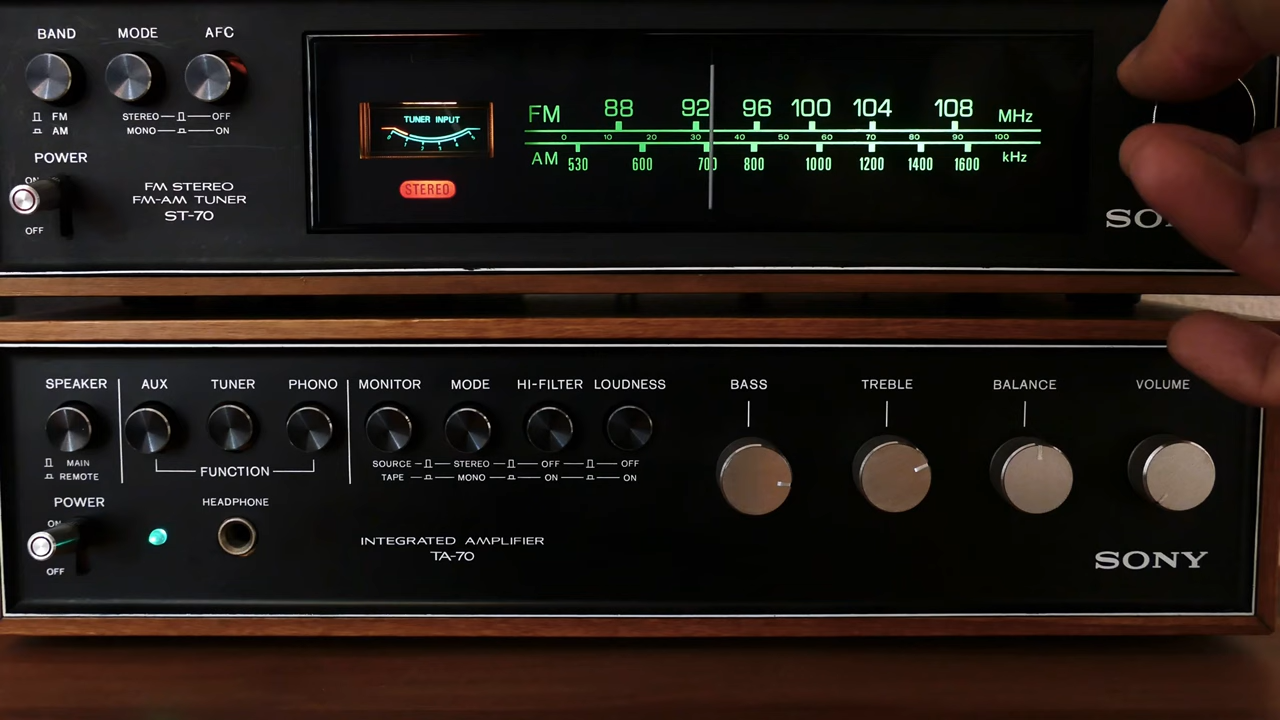 BAND MODE AFC
FM STEREO OFF
AM MONO ON
POWER
ON
OFF
FM STEREO
FM-AM TUNER
ST-70
TUNER INPUT
STEREO
FM 88 92 96 100 104 108 MHz
0 10 20 30 40 50 60 70 80 90 100
AM 530 600 700 800 1000 1200 1400 1600 kHz
SPEAKER AUX TUNER PHONO MONITOR MODE HI-FILTER LOUDNESS BASS TREBLE BALANCE VOLUME
MAIN
REMOTE
FUNCTION
SOURCE STEREO OFF OFF
TAPE MONO ON ON
POWER
ON
OFF
HEADPHONE
INTEGRATED AMPLIFIER
TA-70
SONY